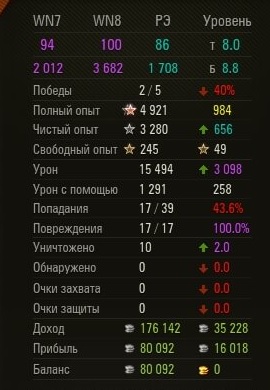 WN7 WN8 РЭ Уровень
94 100 86 Т 8.0
2 012 3 682 1 708 Б 8.8
Победы 2 / 5 40%
Полный опыт 4 921 984
Чистый опыт 3 280 656
Свободный опыт 245 49
Урон 15 494 3 098
Урон с помощью 1 291 258
Попадания 17 / 39 43.6%
Повреждения 17 / 17 100.0%
Уничтожено 10 2.0
Обнаружено 0 0.0
Очки захвата 0 0.0
Очки защиты 0 0.0
Доход 176 142 35 228
Прибыль 80 092 16 018
Баланс 80 092 0